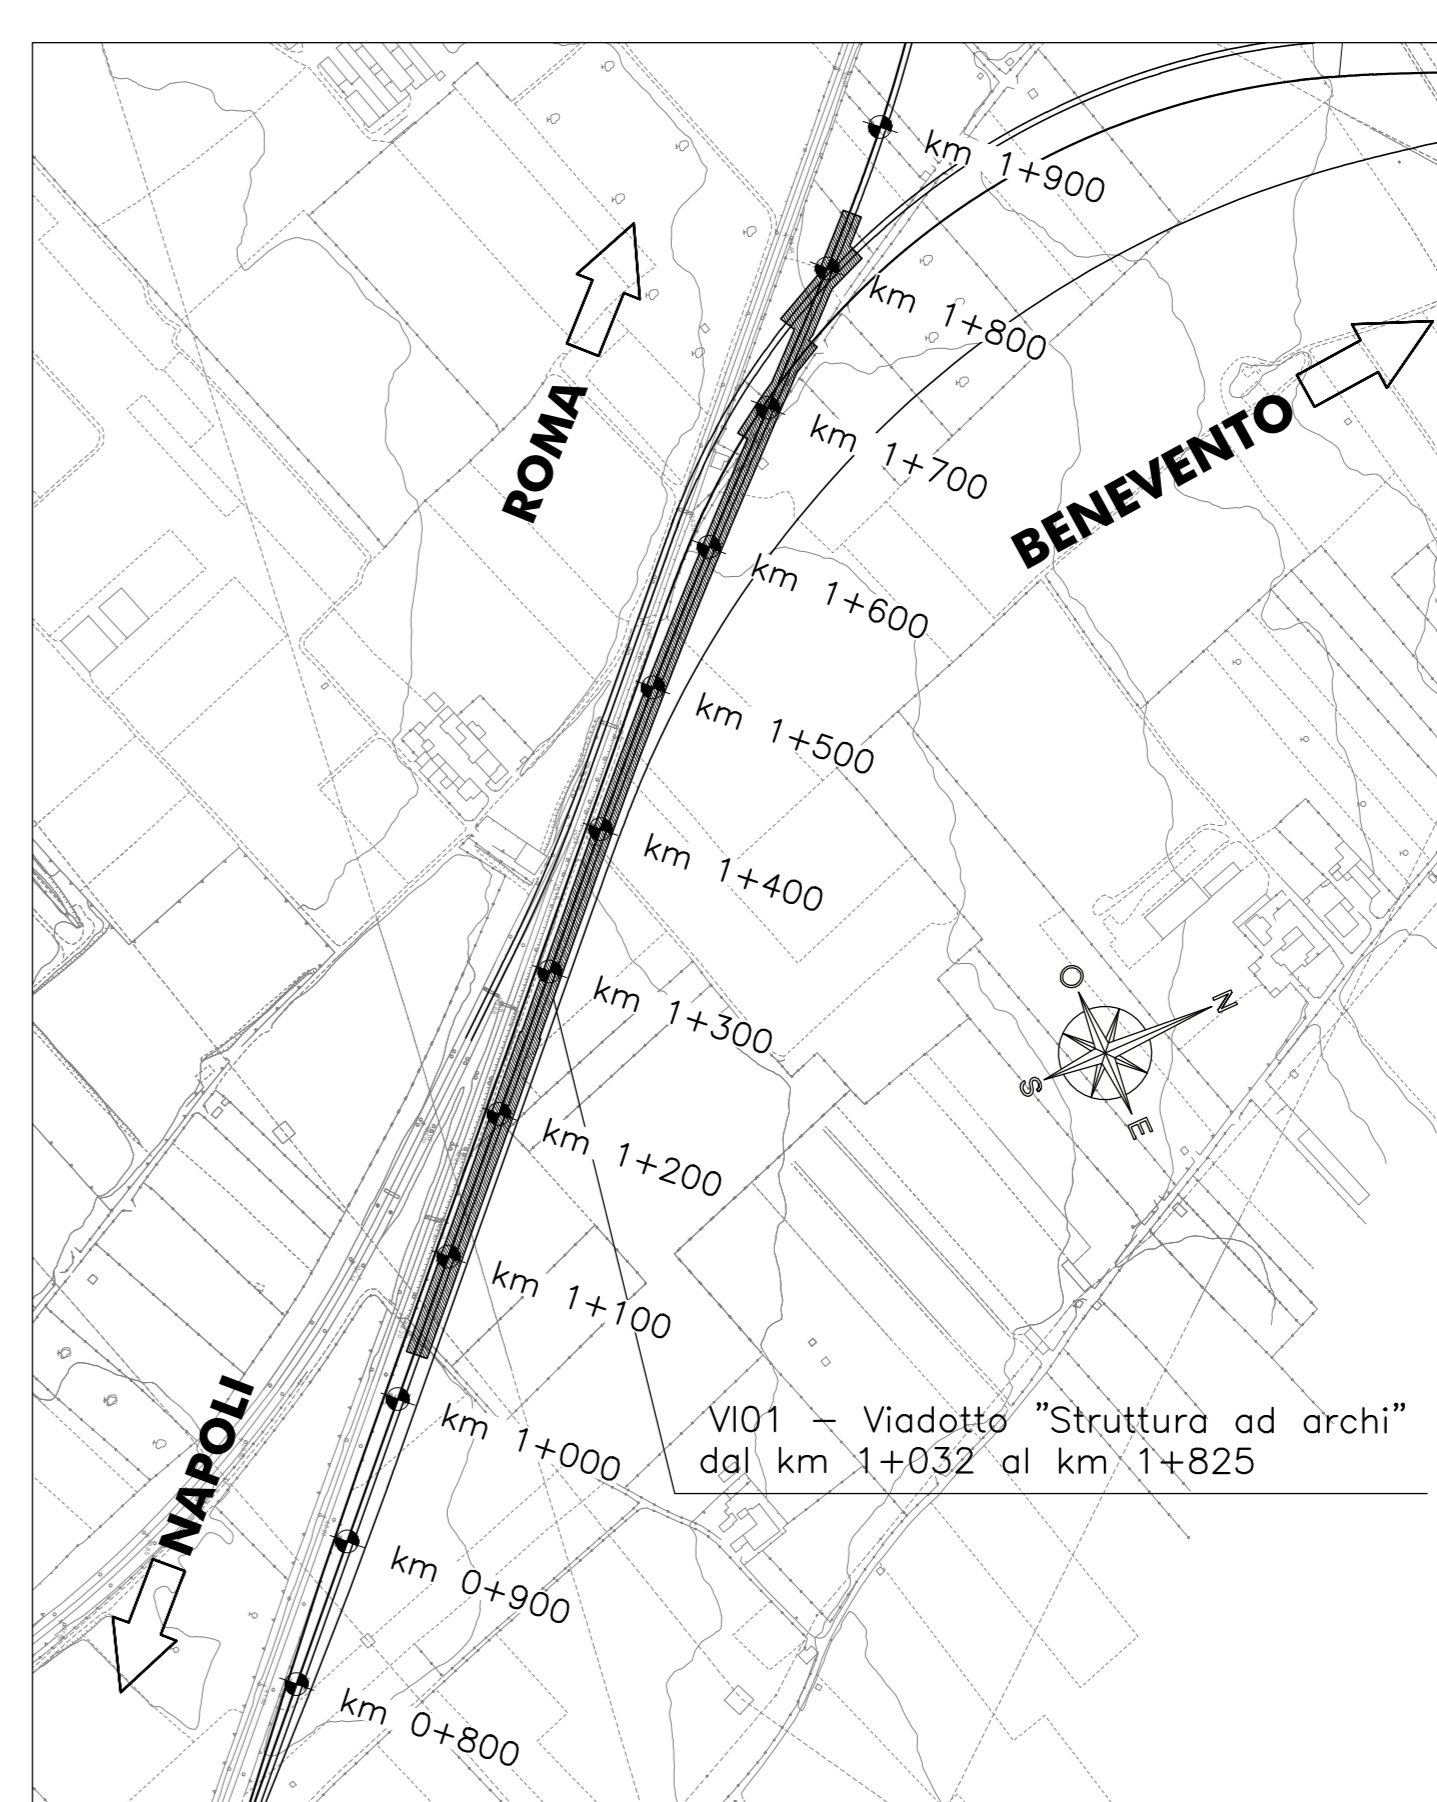 km 1+900
km 1+800
ROMA
BENEVENTO
km 1+700
km 1+600
km 1+500
km 1+400
O
N
S
E
km 1+300
km 1+200
km 1+100
NAPOLI
VI01 – Viadotto "Struttura ad archi"
dal km 1+032 al km 1+825
km 1+000
km 0+900
km 0+800